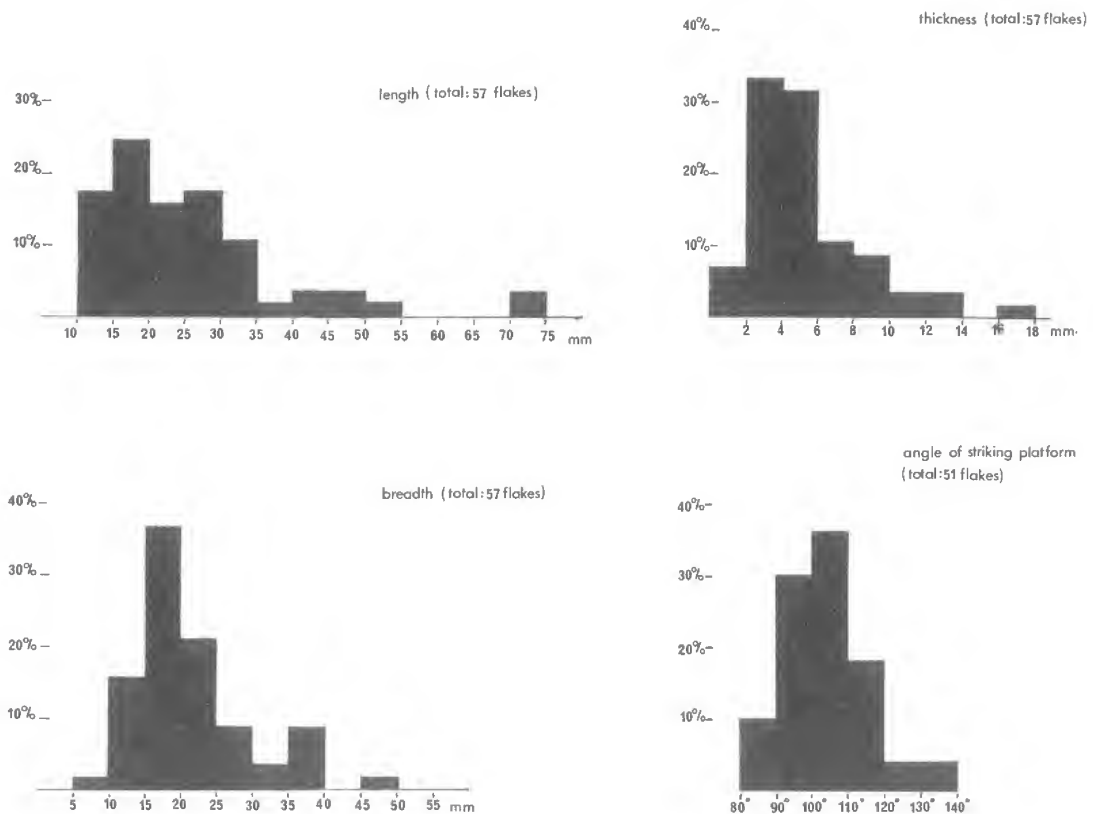 length (total: 57 flakes)
30%
20%
10%
10 15 20 25 30 35 40 45 50 55 60 65 70 75 mm
thickness (total: 57 flakes)
40%
30%
20%
10%
2 4 6 8 10 12 14 16 18 mm.
breadth (total: 57 flakes)
40%
30%
20%
10%
5 10 15 20 25 30 35 40 45 50 55 mm
angle of striking platform
(total: 51 flakes)
40%
30%
20%
10%
80° 90° 100° 110° 120° 130° 140°